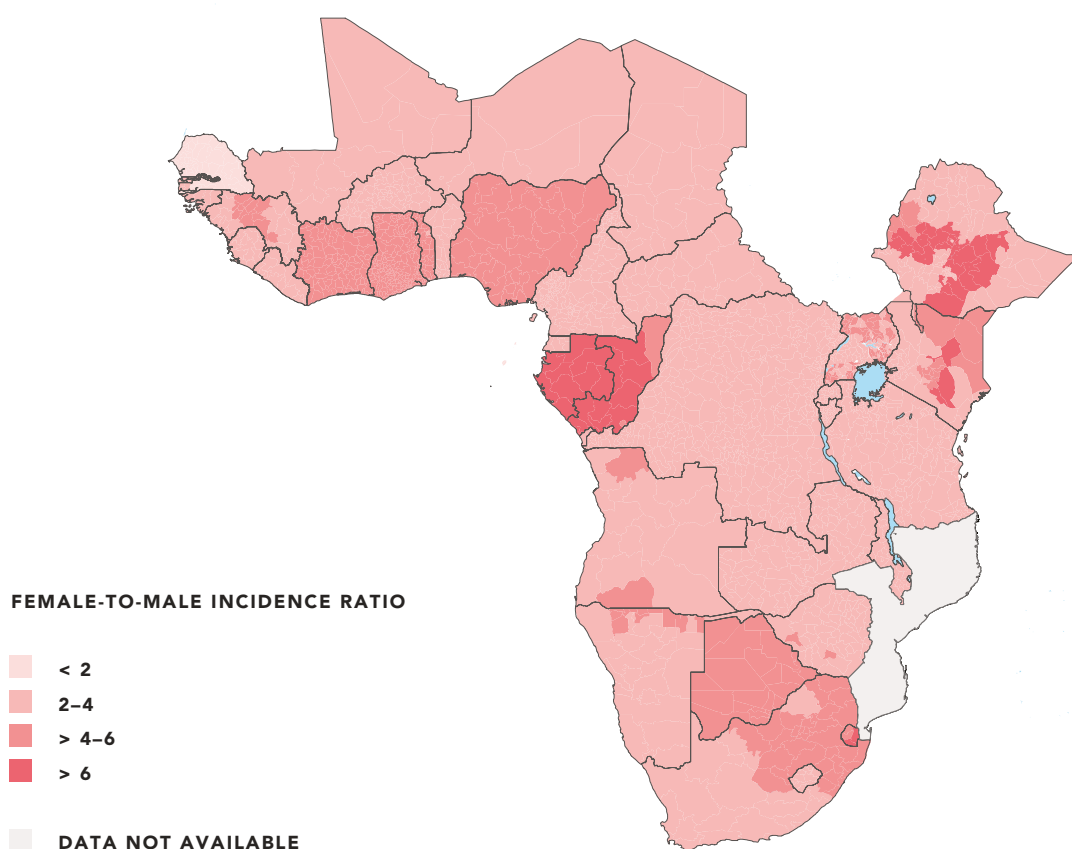 FEMALE-TO-MALE INCIDENCE RATIO
< 2
2–4
> 4–6
> 6
DATA NOT AVAILABLE